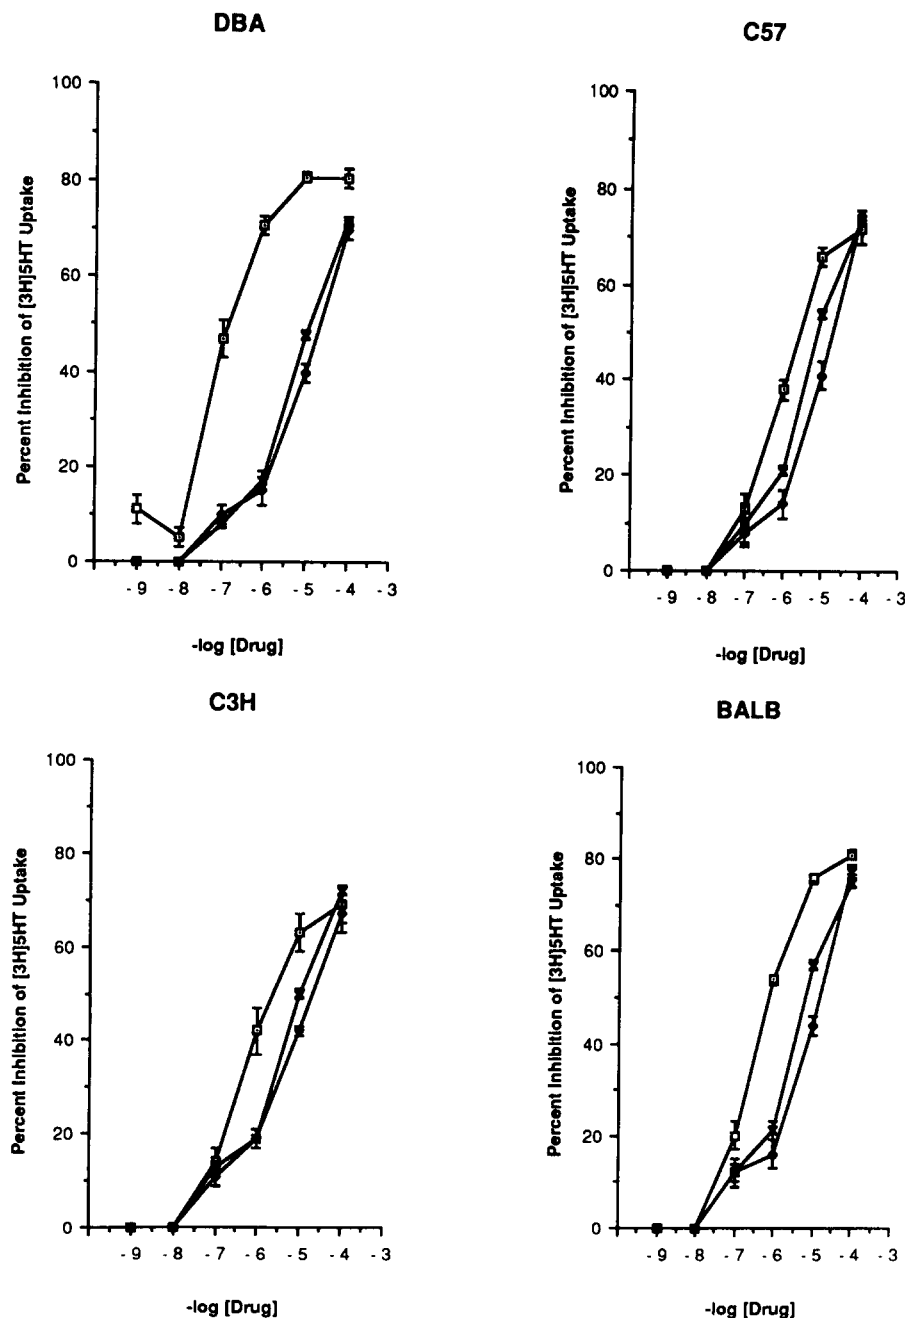 DBA
100
80
60
40
20
0
Percent Inhibition of [3H]5HT Uptake
- 9 - 8 - 7 - 6 - 5 - 4 - 3
-log [Drug]
C57
100
80
60
40
20
0
Percent Inhibition of [3H]5HT Uptake
- 9 - 8 - 7 - 6 - 5 - 4 - 3
-log [Drug]
C3H
100
80
60
40
20
0
Percent Inhibition of [3H]5HT Uptake
- 9 - 8 - 7 - 6 - 5 - 4 - 3
-log [Drug]
BALB
100
80
60
40
20
0
Percent Inhibition of [3H]5HT Uptake
- 9 - 8 - 7 - 6 - 5 - 4 - 3
-log [Drug]